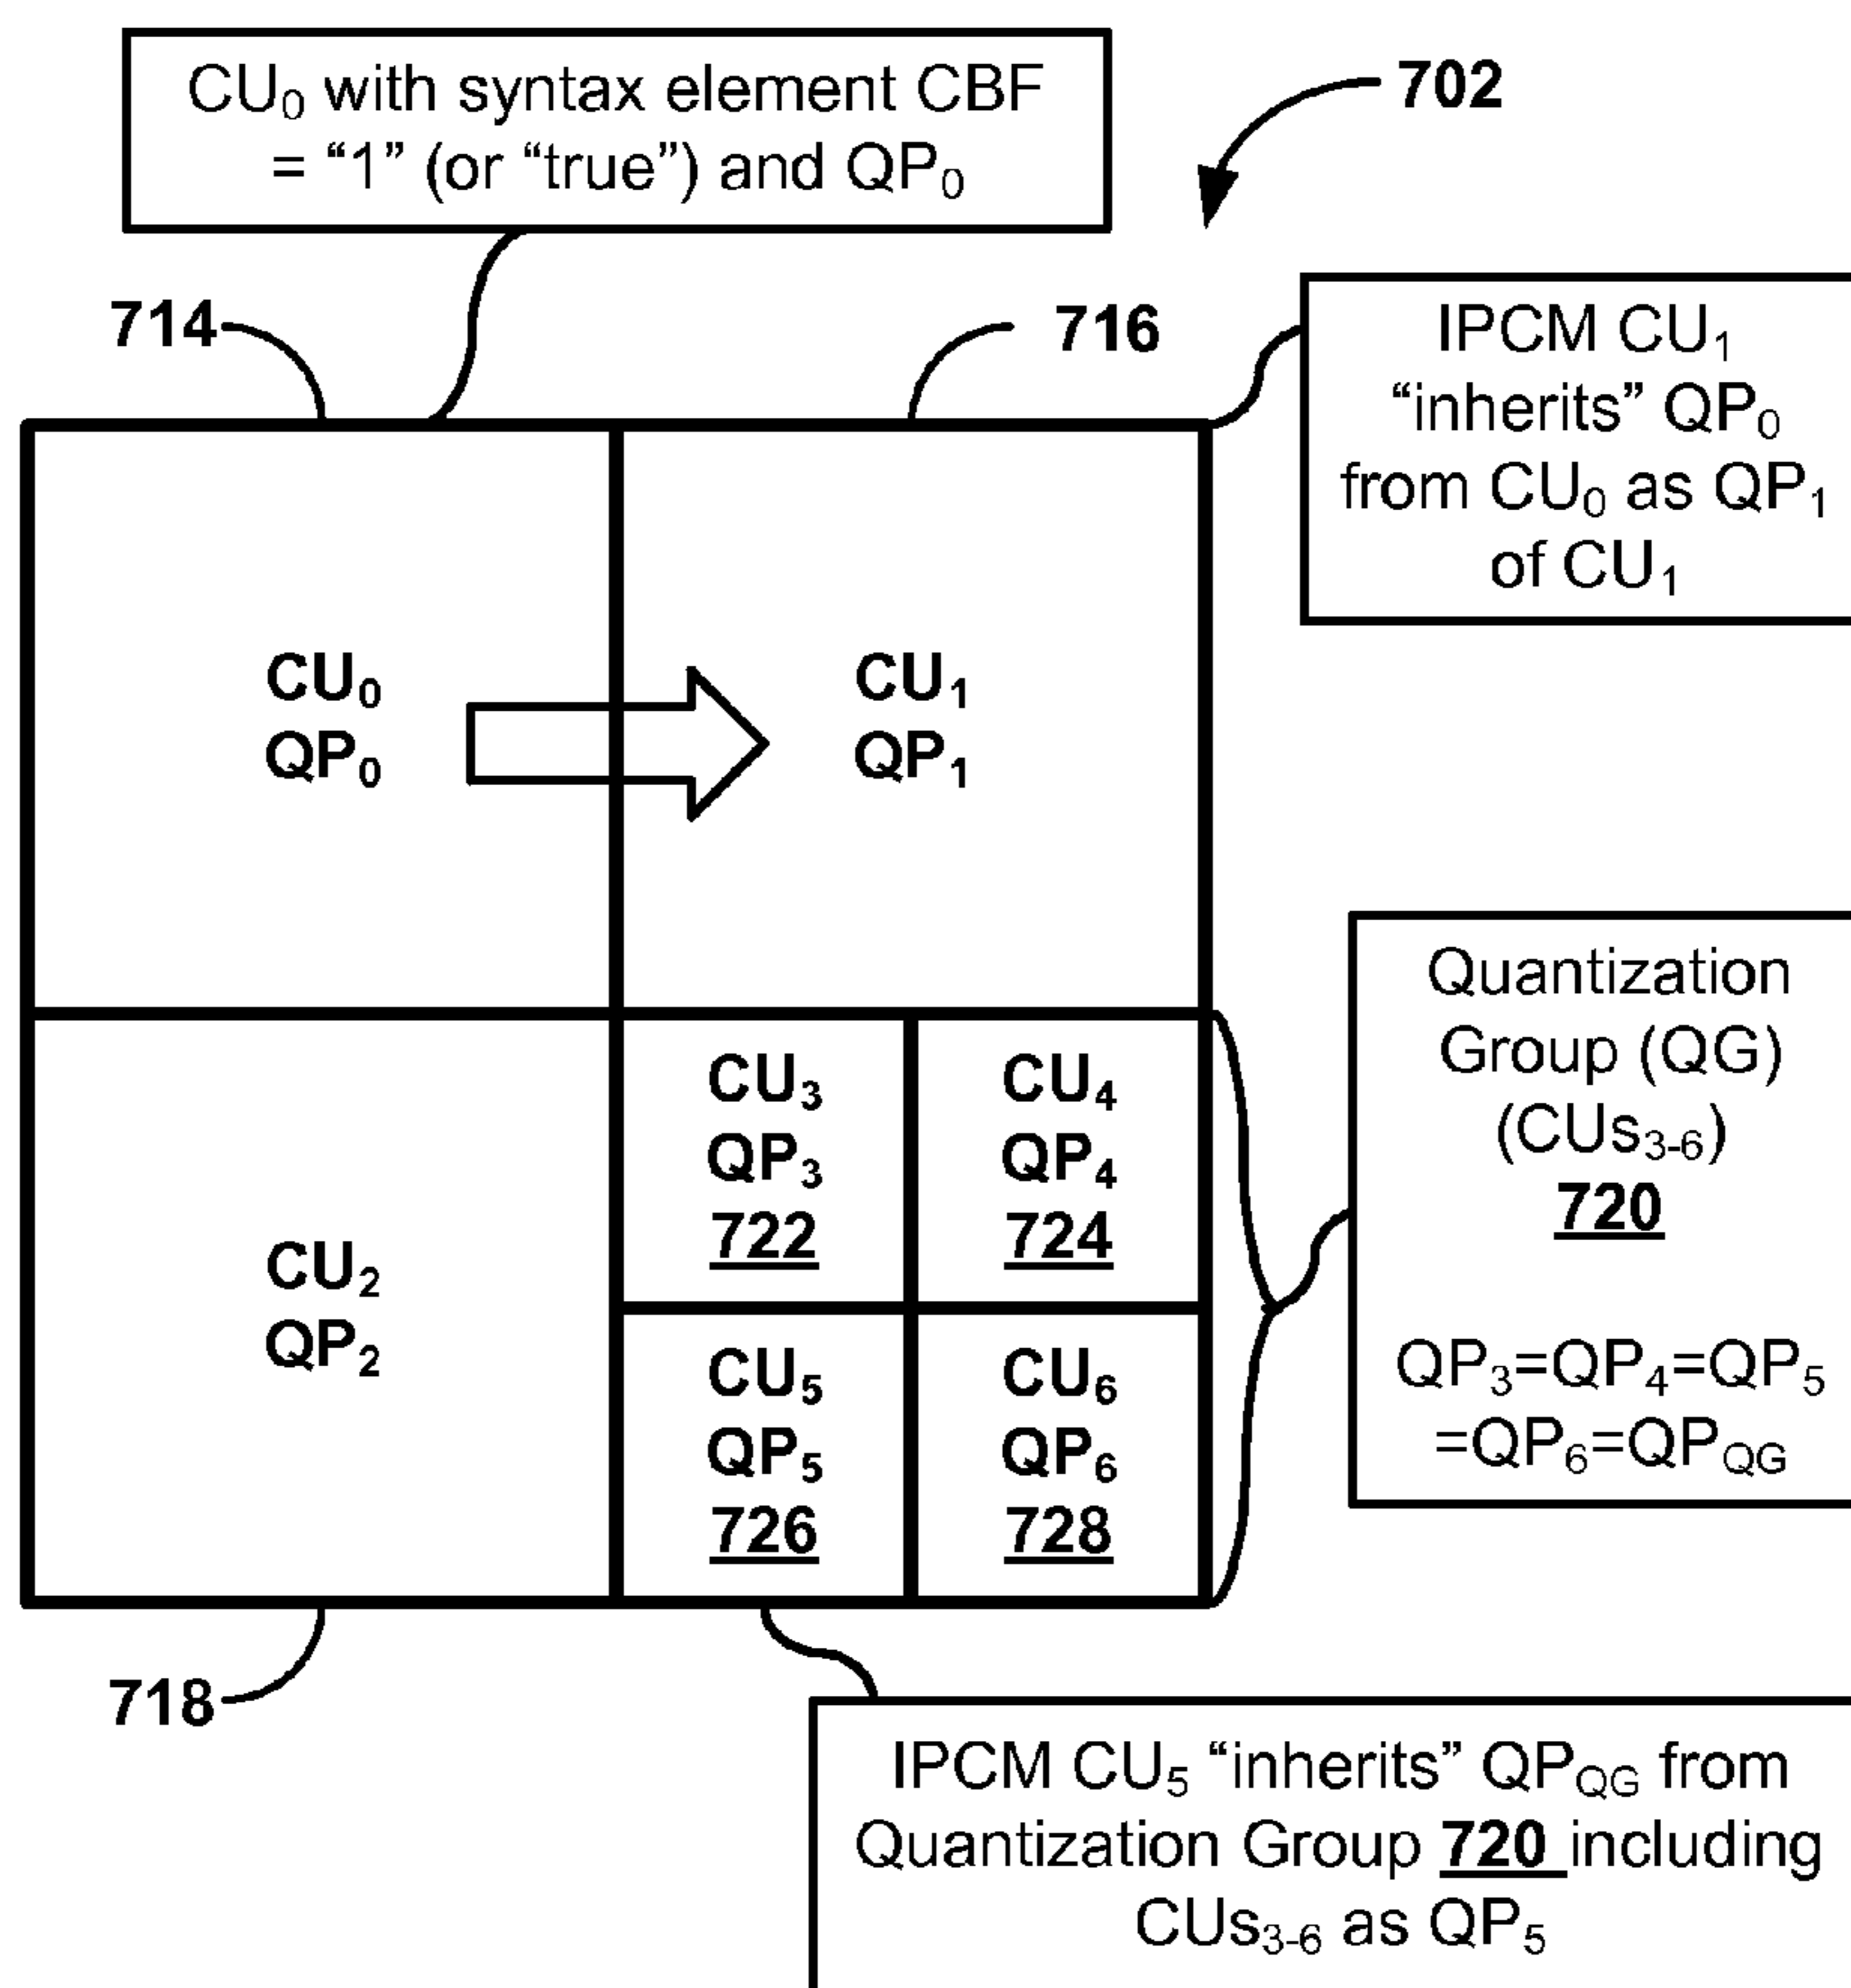 CU₀ with syntax element CBF
= “1” (or “true”) and QP₀
702
714
716
IPCM CU₁
“inherits” QP₀
from CU₀ as QP₁
of CU₁
CU₀
QP₀
CU₁
QP₁
Quantization
Group (QG)
(CUs₃₋₆)
720
QP₃=QP₄=QP₅
=QP₆=QP_QG
CU₂
QP₂
CU₃
QP₃
722
CU₄
QP₄
724
CU₅
QP₅
726
CU₆
QP₆
728
718
IPCM CU₅ “inherits” QP_QG from
Quantization Group 720 including
CUs₃₋₆ as QP₅